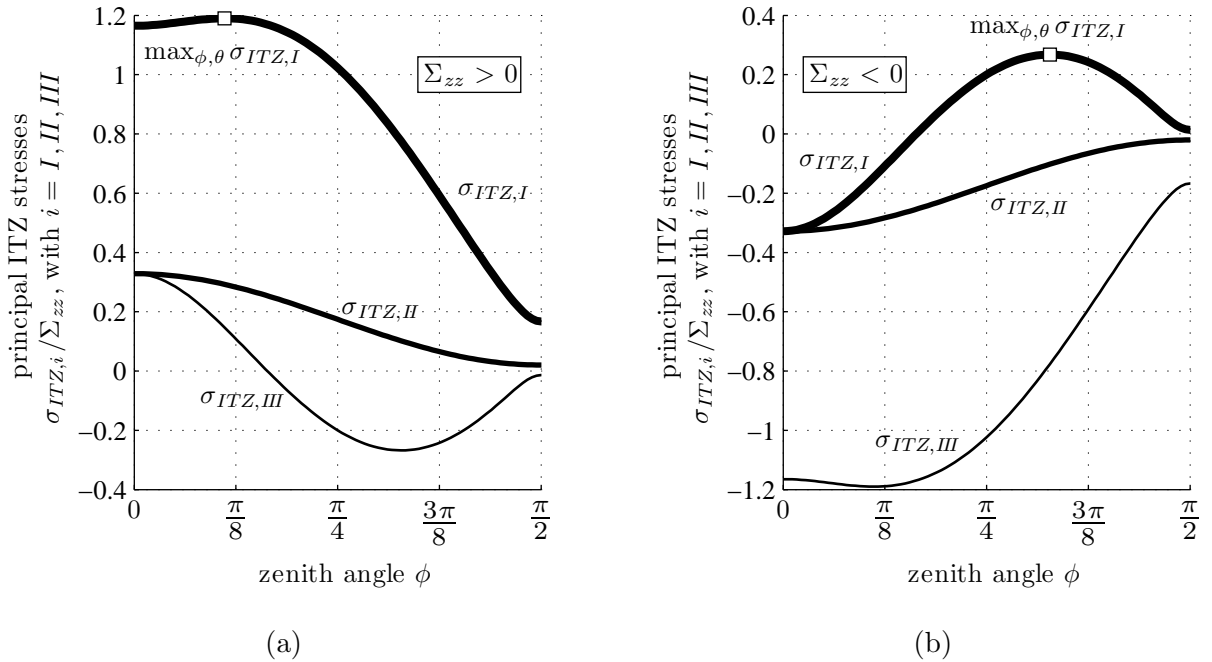 1.2
1
0.8
0.6
0.4
0.2
0
−0.2
−0.4
principal ITZ stresses
σ_{ITZ,i}/Σ_{zz}, with i = I, II, III
max_{ϕ,θ} σ_{ITZ,I}
Σ_{zz} > 0
σ_{ITZ,I}
σ_{ITZ,II}
σ_{ITZ,III}
0
π/8
π/4
3π/8
π/2
zenith angle ϕ
(a)
0.4
0.2
0
−0.2
−0.4
−0.6
−0.8
−1
−1.2
principal ITZ stresses
σ_{ITZ,i}/Σ_{zz}, with i = I, II, III
max_{ϕ,θ} σ_{ITZ,I}
Σ_{zz} < 0
σ_{ITZ,I}
σ_{ITZ,II}
σ_{ITZ,III}
0
π/8
π/4
3π/8
π/2
zenith angle ϕ
(b)